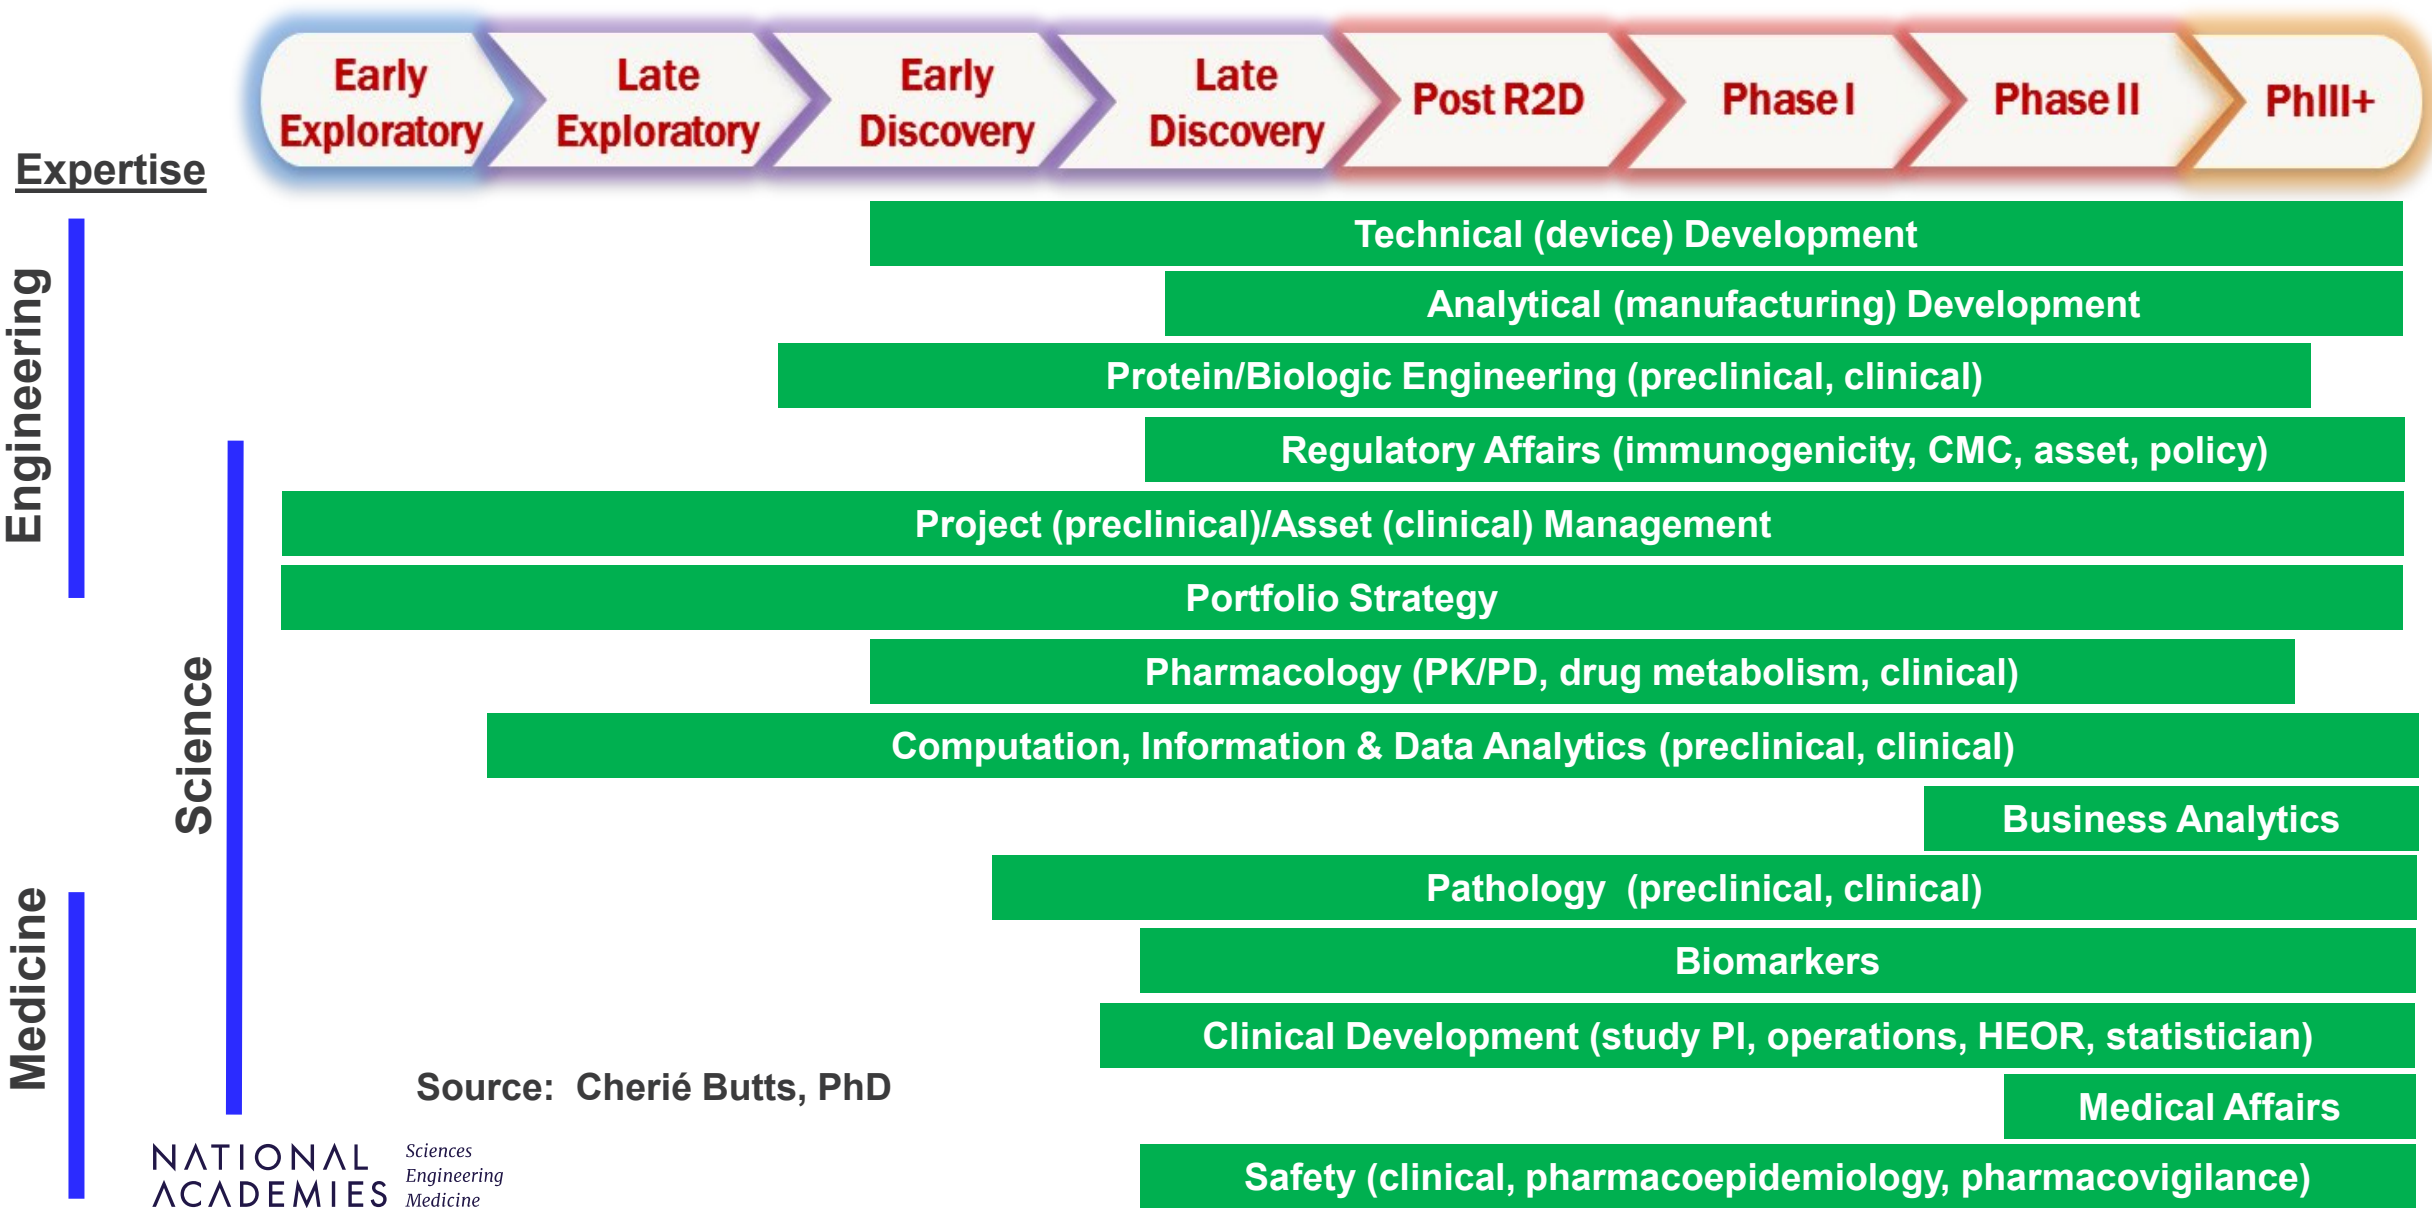 Early
Exploratory
Late
Exploratory
Early
Discovery
Late
Discovery
Post R2D
Phase I
Phase II
PhIII+
Expertise
Engineering
Science
Medicine
Technical (device) Development
Analytical (manufacturing) Development
Protein/Biologic Engineering (preclinical, clinical)
Regulatory Affairs (immunogenicity, CMC, asset, policy)
Project (preclinical)/Asset (clinical) Management
Portfolio Strategy
Pharmacology (PK/PD, drug metabolism, clinical)
Computation, Information & Data Analytics (preclinical, clinical)
Business Analytics
Pathology (preclinical, clinical)
Biomarkers
Clinical Development (study PI, operations, HEOR, statistician)
Medical Affairs
Safety (clinical, pharmacoepidemiology, pharmacovigilance)
Source: Cherié Butts, PhD
NATIONAL
ACADEMIES
Sciences
Engineering
Medicine